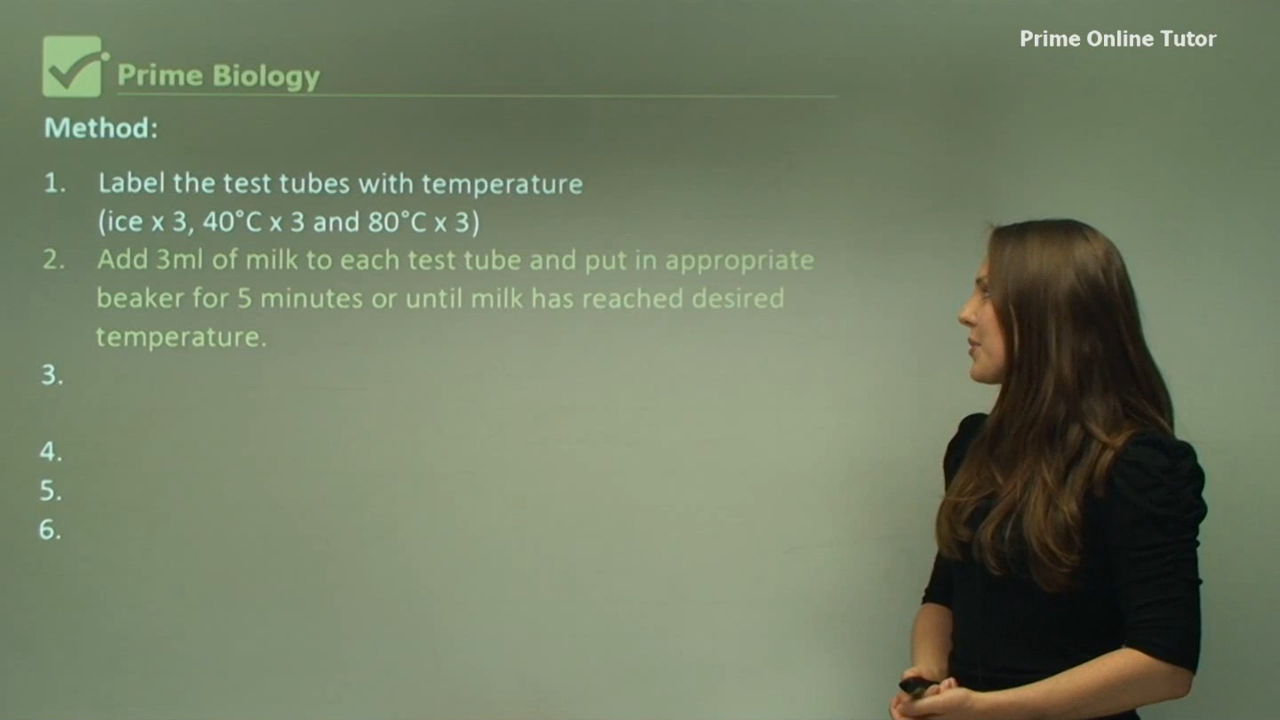 Prime Online Tutor
Prime Biology
Method:
1. Label the test tubes with temperature
(ice x 3, 40°C x 3 and 80°C x 3)
2. Add 3ml of milk to each test tube and put in appropriate
beaker for 5 minutes or until milk has reached desired
temperature.
3.
4.
5.
6.